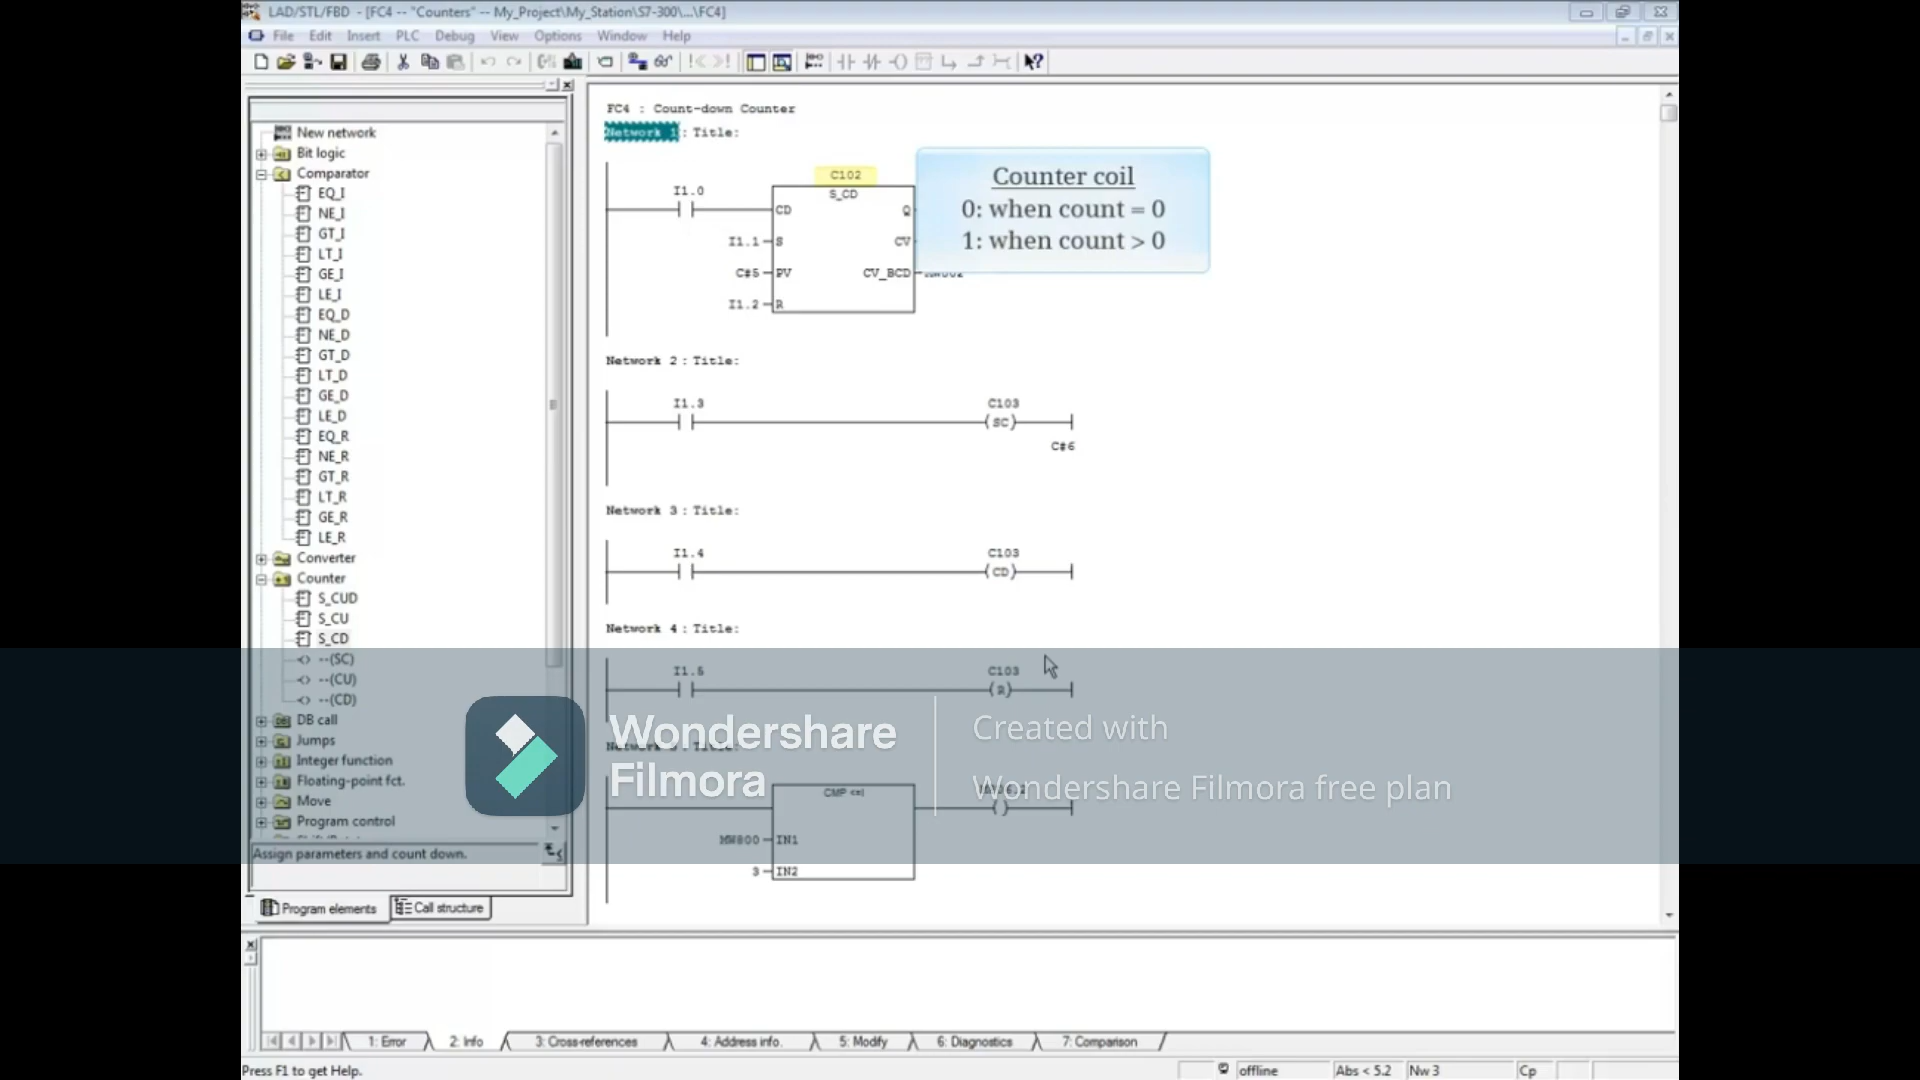 LAD/STL/FBD - [FC4 -- "Counters" -- My_Project\My_Station\S7-300\...\FC4]
File Edit Insert PLC Debug View Options Window Help
New network
Bit logic
Comparator
EQ_I
NE_I
GT_I
LT_I
GE_I
LE_I
EQ_D
NE_D
GT_D
LT_D
GE_D
LE_D
EQ_R
NE_R
GT_R
LT_R
GE_R
LE_R
Converter
Counter
S_CUD
S_CU
S_CD
--(SC)
--(CU)
--(CD)
DB call
Jumps
Integer function
Floating-point fct.
Move
Program control
Assign parameters and count down.
Program elements Call structure
FC4 : Count-down Counter
Network 1: Title:
C102
I1.0 S_CD
CD Q
I1.1 S CV
C#5 PV CV_BCD
I1.2 R
Counter coil
0: when count = 0
1: when count > 0
Network 2: Title:
I1.3 C103
(SC)
C#6
Network 3: Title:
I1.4 C103
(CD)
Network 4: Title:
I1.5 C103
(R)
CMP <=I
( )
MW800 IN1
3 IN2
Wondershare
Filmora
Created with
Wondershare Filmora free plan
1: Error 2: Info 3: Cross-references 4: Address info. 5: Modify 6: Diagnostics 7: Comparison
Press F1 to get Help. offline Abs < 5.2 Nw 3 Cp